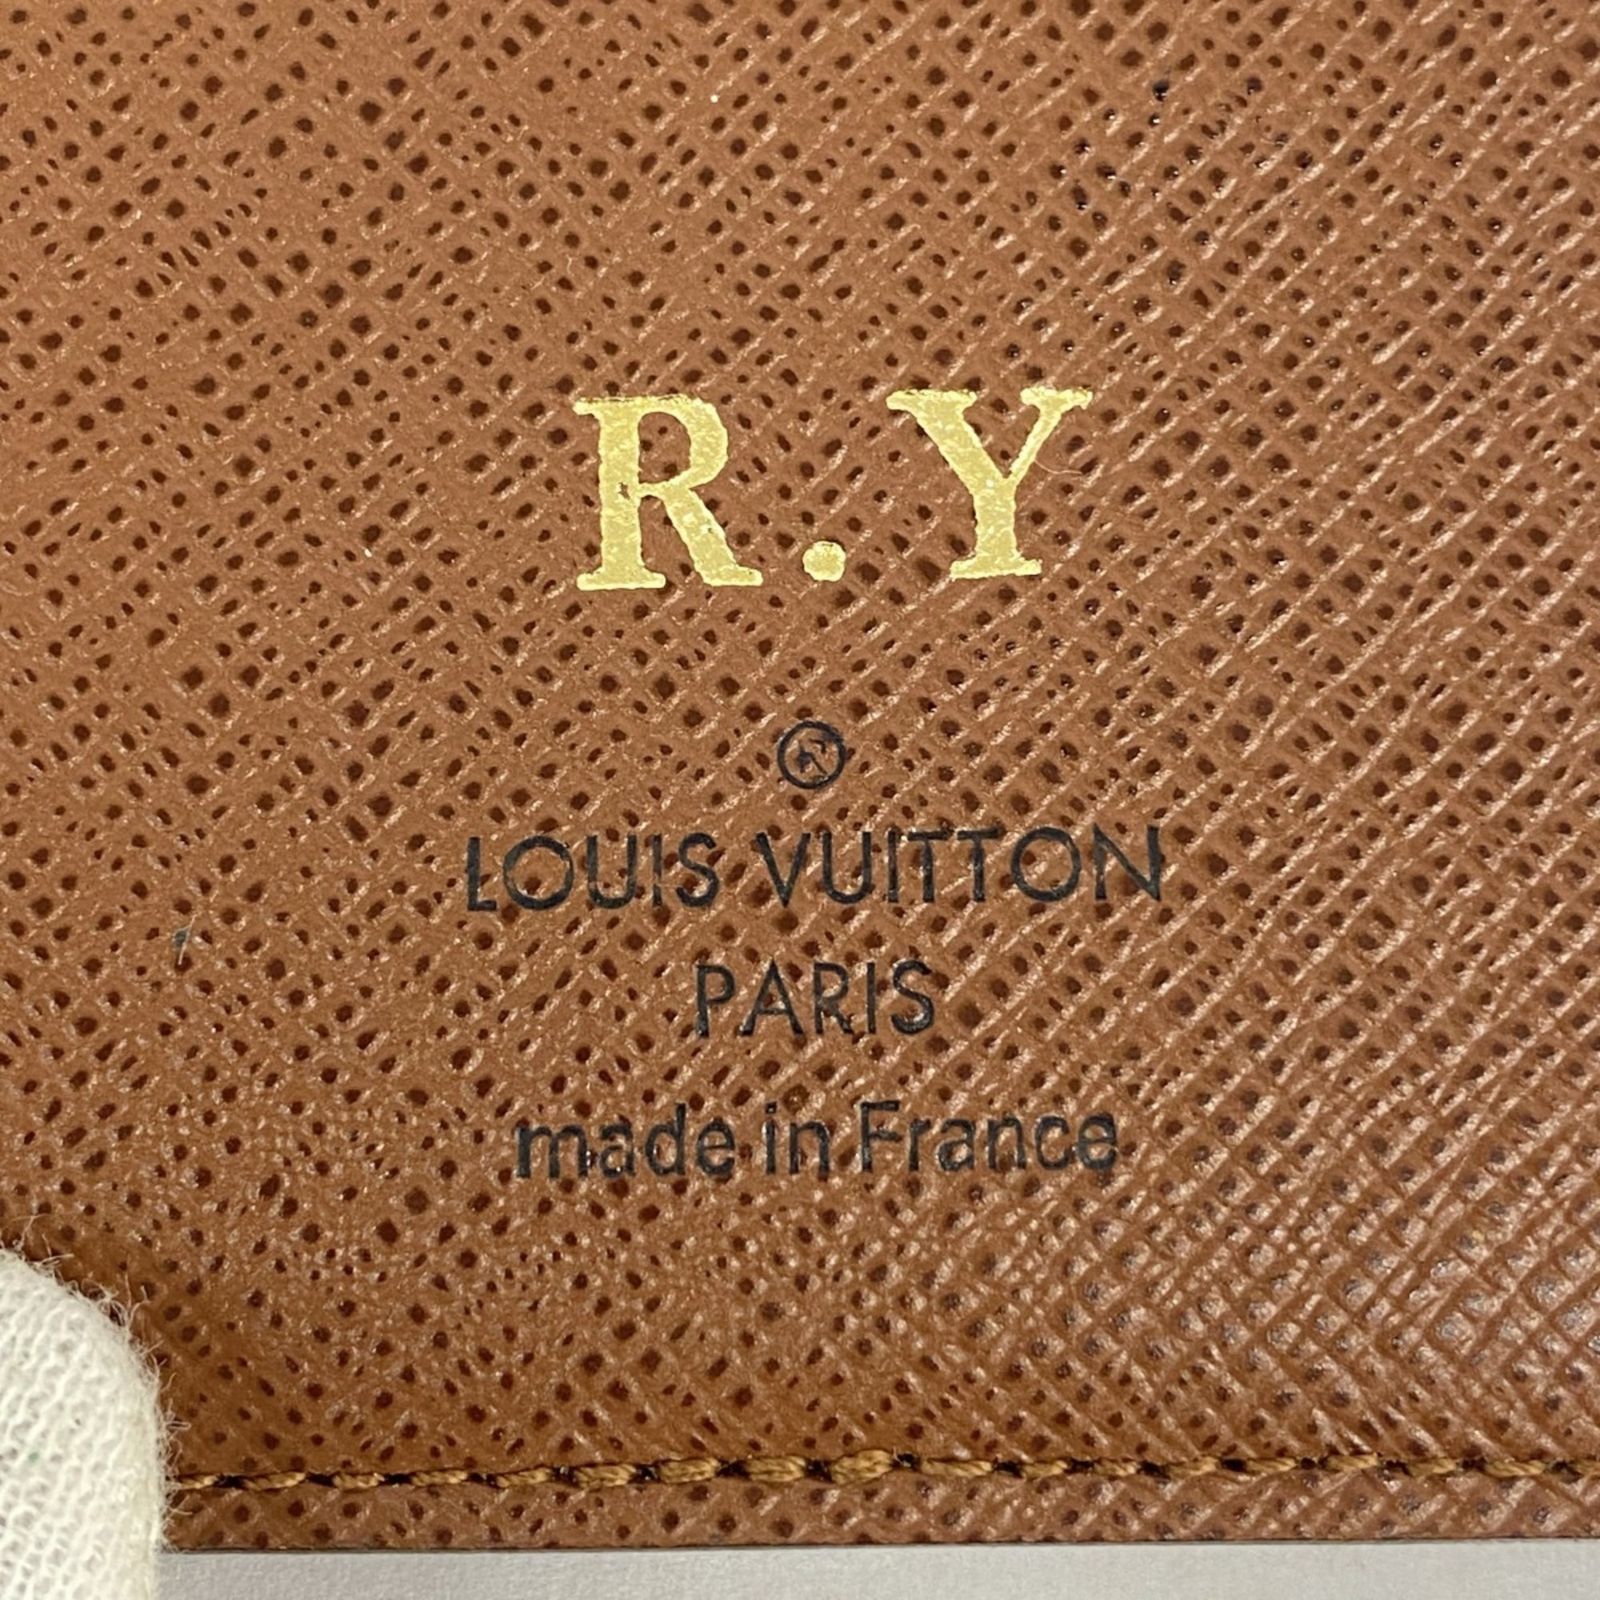 R.Y
®
LOUIS VUITTON
PARIS
made in France